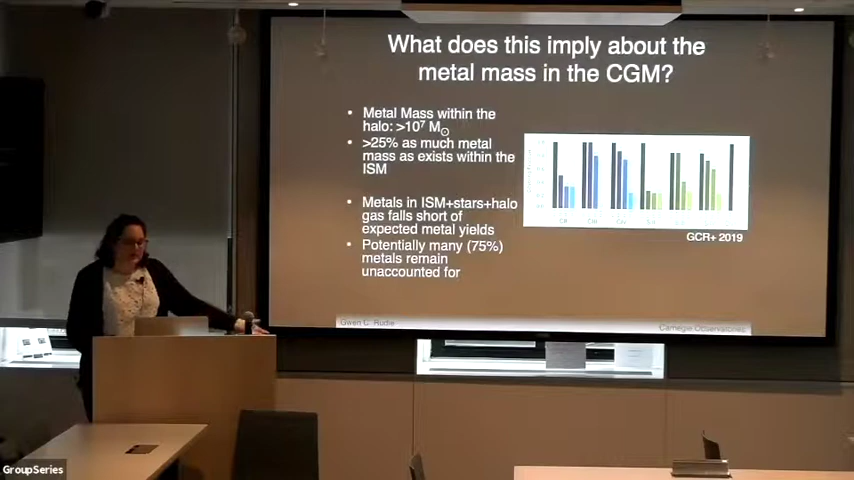 What does this imply about the
metal mass in the CGM?
• Metal Mass within the
halo: >10⁷ M☉
• >25% as much metal
mass as exists within the
ISM
• Metals in ISM+stars+halo
gas falls short of
expected metal yields
• Potentially many (75%)
metals remain
unaccounted for
GCR+ 2019
Gwen C. Rudie
Carnegie Observatories
GroupSeries